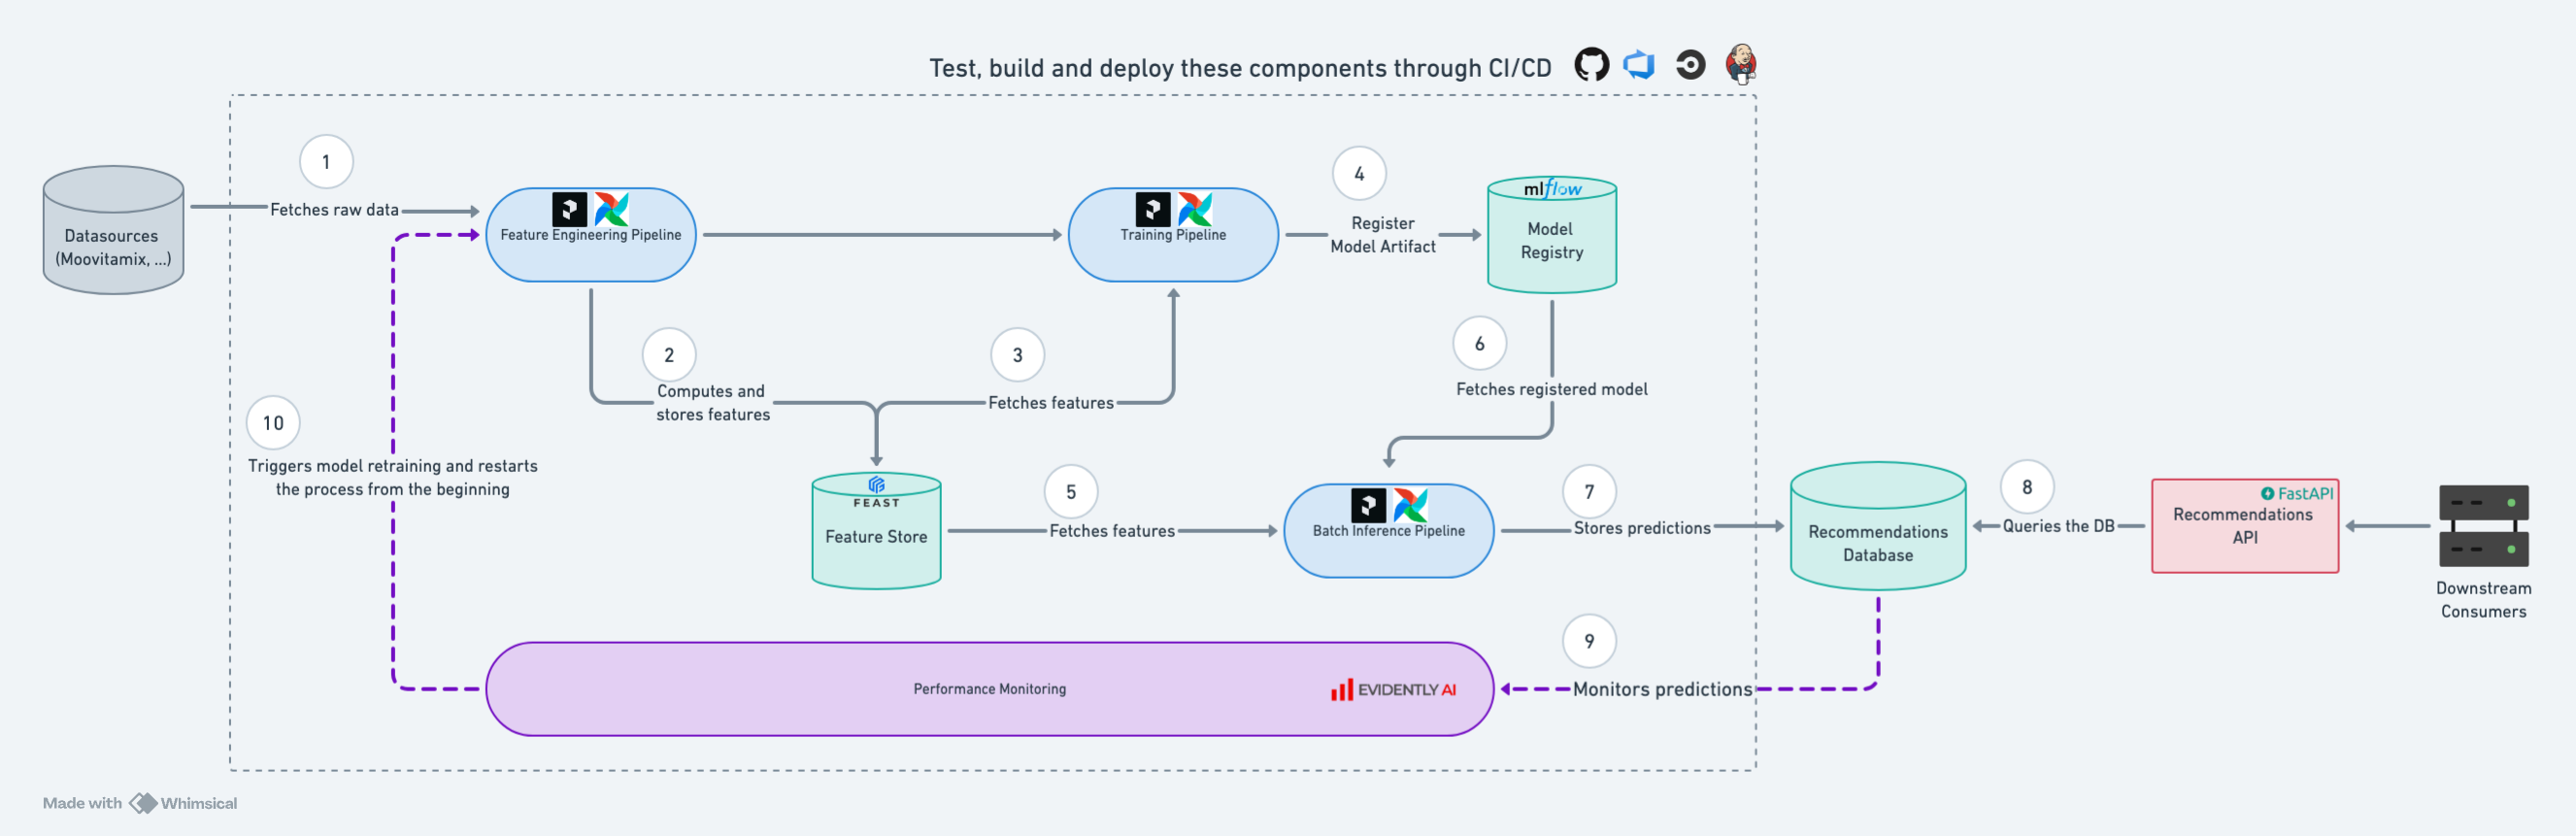 Test, build and deploy these components through CI/CD
1
Fetches raw data
Datasources
(Moovitamix, ...)
Feature Engineering Pipeline
Training Pipeline
4
Register
Model Artifact
mlflow
Model
Registry
2
Computes and
stores features
3
Fetches features
6
Fetches registered model
10
Triggers model retraining and restarts
the process from the beginning
FEAST
Feature Store
5
Fetches features
Batch Inference Pipeline
7
Stores predictions
Recommendations
Database
8
Queries the DB
FastAPI
Recommendations
API
Downstream
Consumers
9
Monitors predictions
Performance Monitoring
EVIDENTLY AI
Made with Whimsical